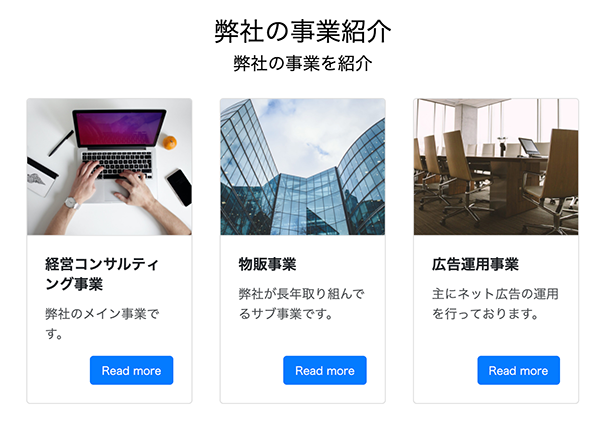 弊社の事業紹介
弊社の事業を紹介
経営コンサルティ
ング事業
弊社のメイン事業で
す。
Read more
物販事業
弊社が長年取り組んで
るサブ事業です。
Read more
広告運用事業
主にネット広告の運用
を行っております。
Read more